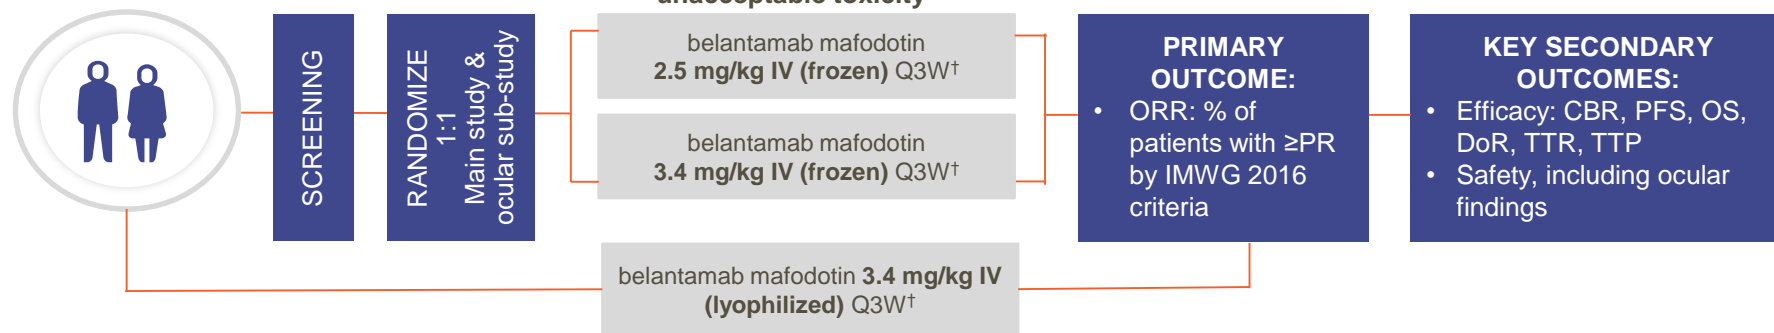 unacceptable toxicity
SCREENING
RANDOMIZE
1:1
Main study &
ocular sub-study
belantamab mafodotin
2.5 mg/kg IV (frozen) Q3W†
belantamab mafodotin
3.4 mg/kg IV (frozen) Q3W†
belantamab mafodotin 3.4 mg/kg IV
(lyophilized) Q3W†
PRIMARY
OUTCOME:
• ORR: % of
patients with ≥PR
by IMWG 2016
criteria
KEY SECONDARY
OUTCOMES:
• Efficacy: CBR, PFS, OS,
DoR, TTR, TTP
• Safety, including ocular
findings